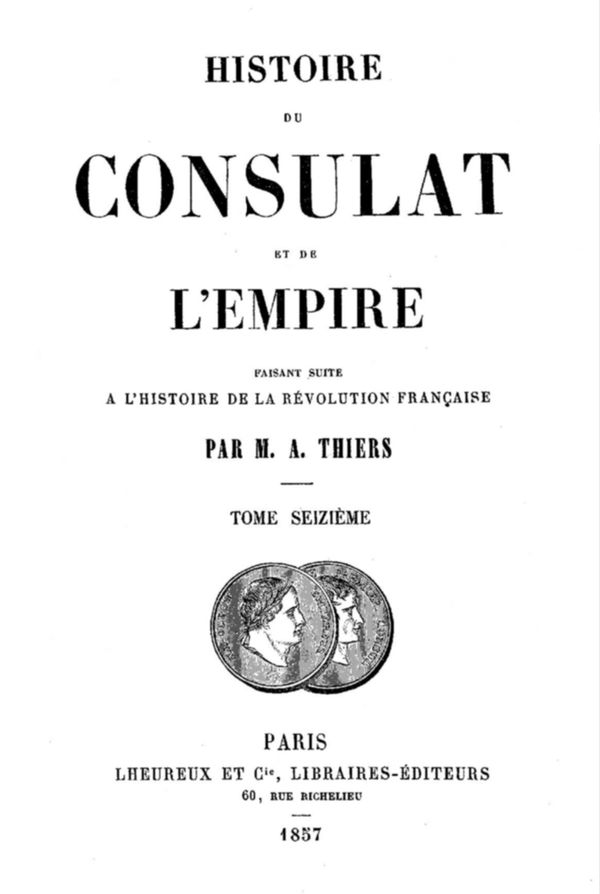 HISTOIRE
DU
CONSULAT
ET DE
L'EMPIRE
FAISANT SUITE
A L'HISTOIRE DE LA RÉVOLUTION FRANÇAISE
PAR M. A. THIERS
TOME SEIZIÈME
PARIS
LHEUREUX ET Cie, LIBRAIRES-ÉDITEURS
60, RUE RICHELIEU
1857